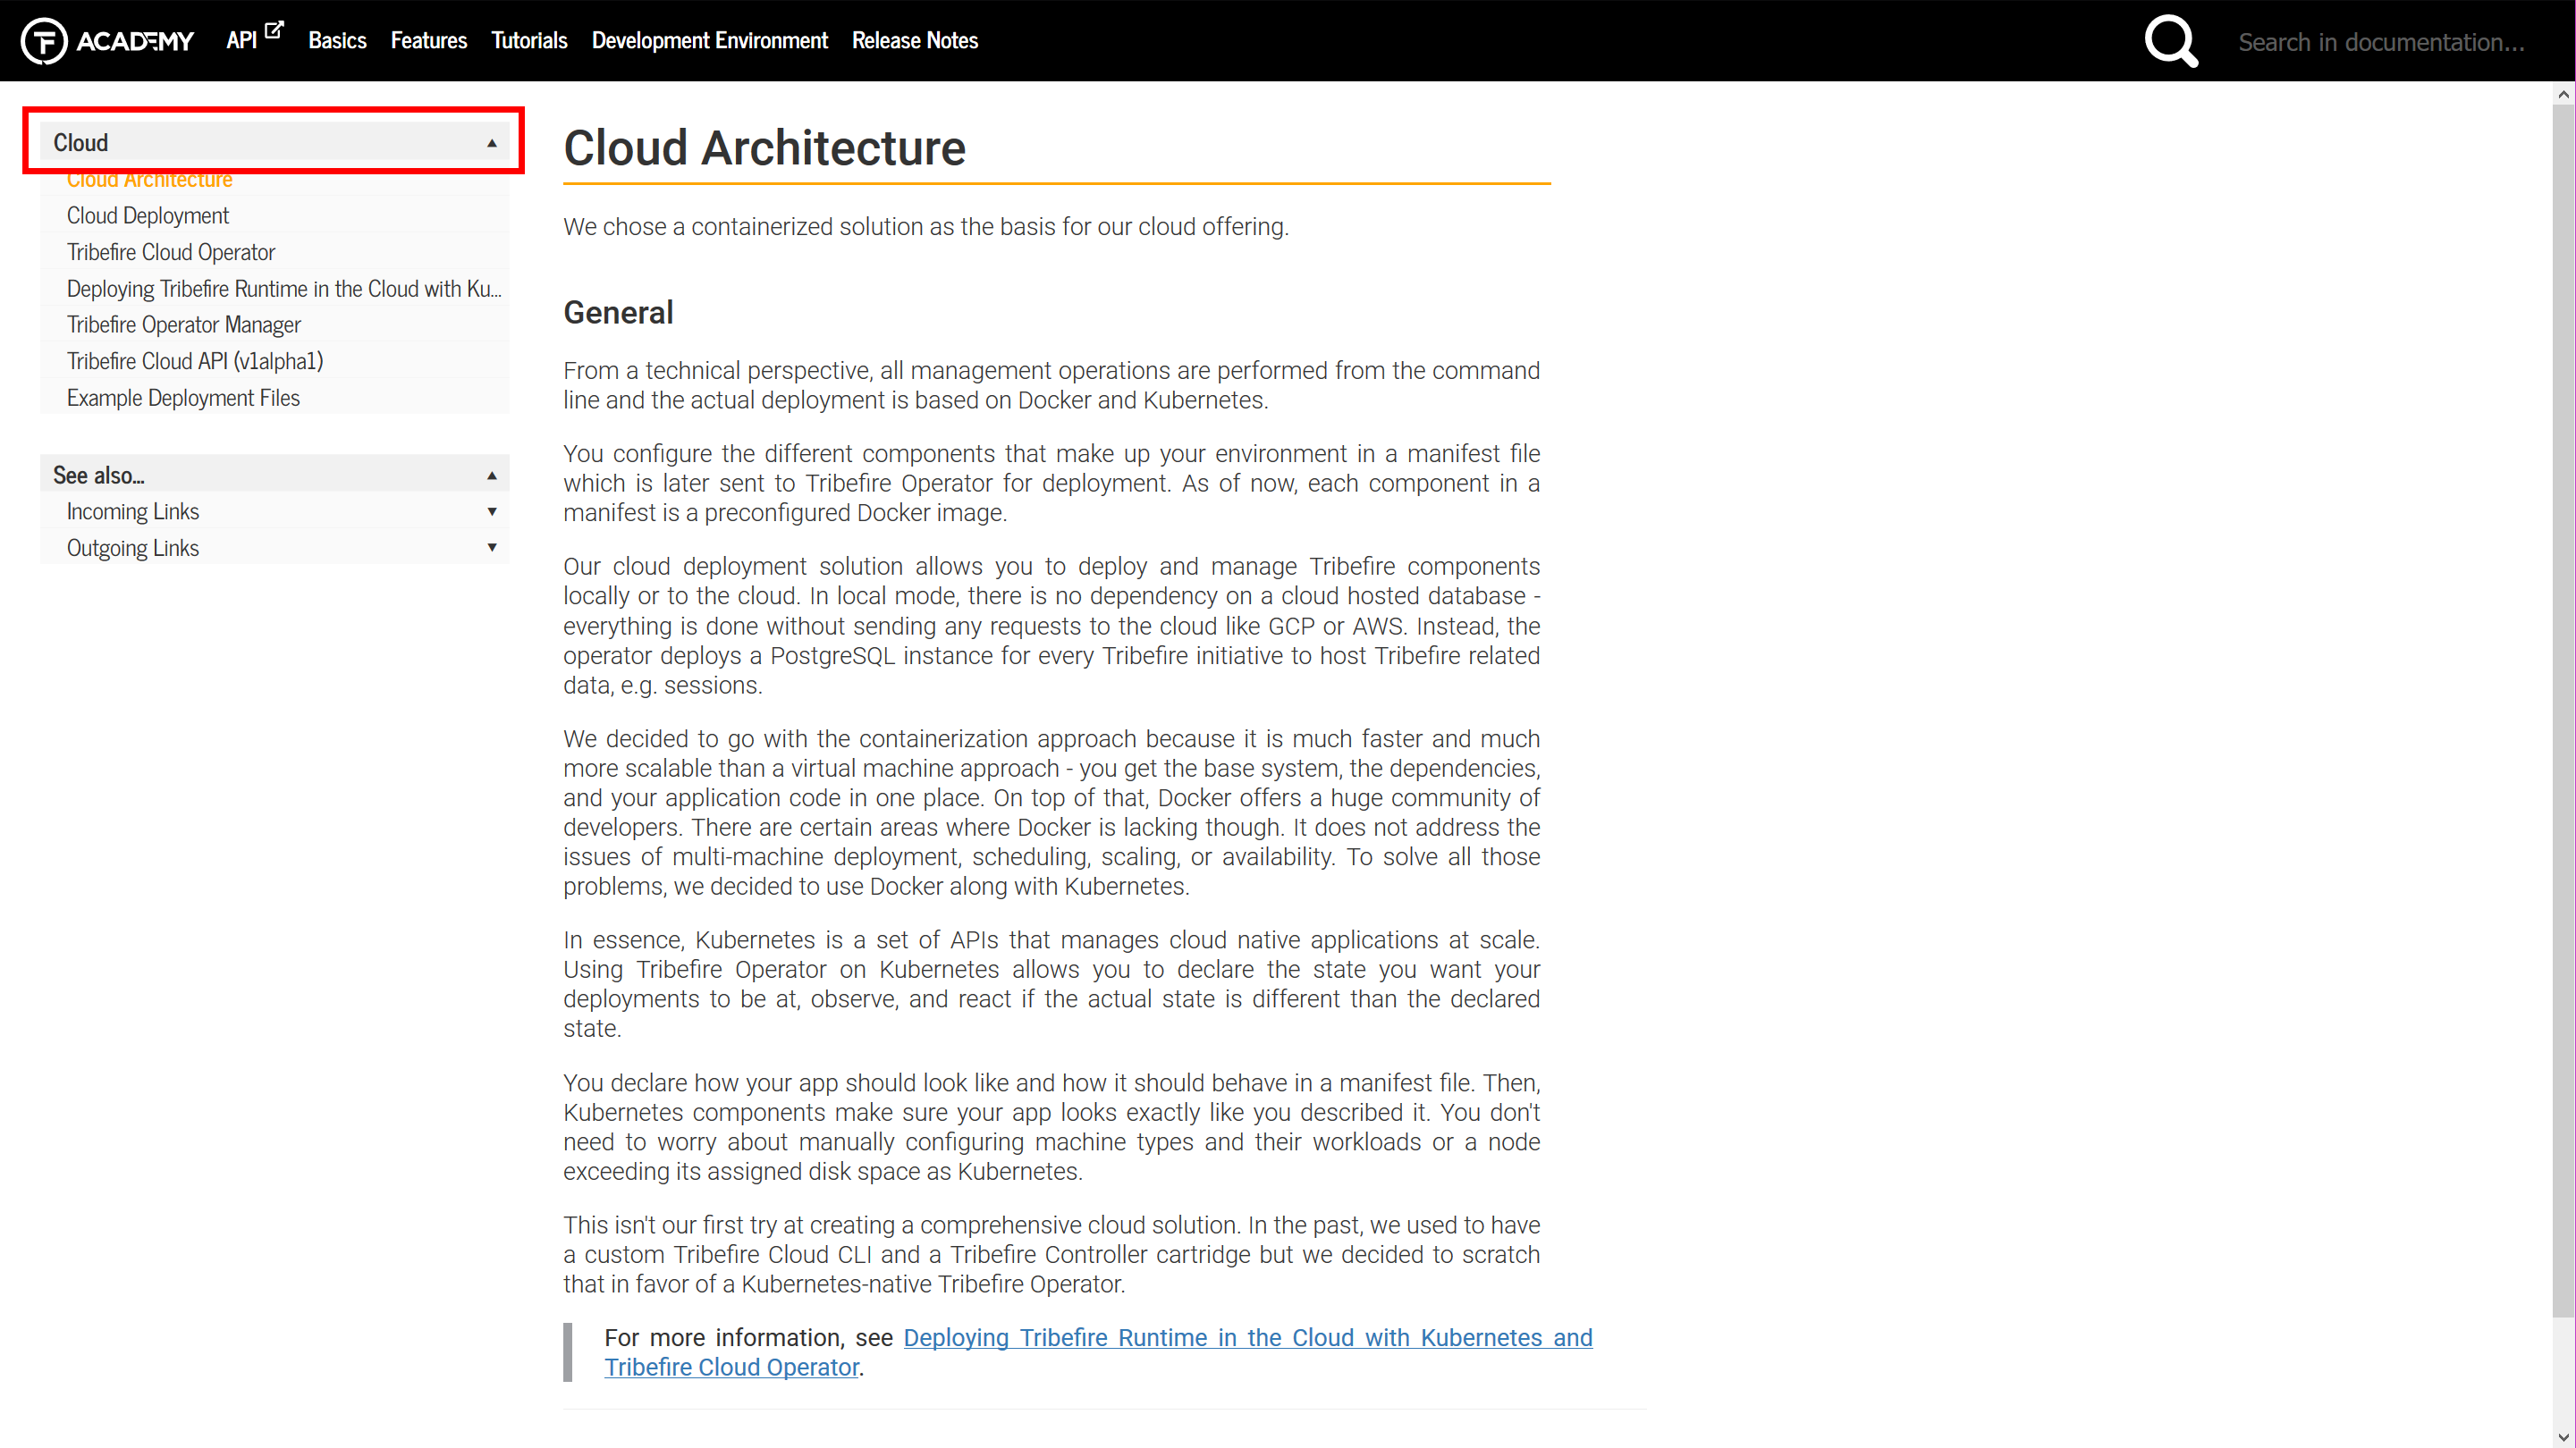 ACADEMY API Basics Features Tutorials Development Environment Release Notes Search in documentation...
Cloud
Cloud Architecture
Cloud Deployment
Tribefire Cloud Operator
Deploying Tribefire Runtime in the Cloud with Ku...
Tribefire Operator Manager
Tribefire Cloud API (v1alpha1)
Example Deployment Files
See also...
Incoming Links
Outgoing Links
Cloud Architecture
We chose a containerized solution as the basis for our cloud offering.
General
From a technical perspective, all management operations are performed from the command
line and the actual deployment is based on Docker and Kubernetes.
You configure the different components that make up your environment in a manifest file
which is later sent to Tribefire Operator for deployment. As of now, each component in a
manifest is a preconfigured Docker image.
Our cloud deployment solution allows you to deploy and manage Tribefire components
locally or to the cloud. In local mode, there is no dependency on a cloud hosted database -
everything is done without sending any requests to the cloud like GCP or AWS. Instead, the
operator deploys a PostgreSQL instance for every Tribefire initiative to host Tribefire related
data, e.g. sessions.
We decided to go with the containerization approach because it is much faster and much
more scalable than a virtual machine approach - you get the base system, the dependencies,
and your application code in one place. On top of that, Docker offers a huge community of
developers. There are certain areas where Docker is lacking though. It does not address the
issues of multi-machine deployment, scheduling, scaling, or availability. To solve all those
problems, we decided to use Docker along with Kubernetes.
In essence, Kubernetes is a set of APIs that manages cloud native applications at scale.
Using Tribefire Operator on Kubernetes allows you to declare the state you want your
deployments to be at, observe, and react if the actual state is different than the declared
state.
You declare how your app should look like and how it should behave in a manifest file. Then,
Kubernetes components make sure your app looks exactly like you described it. You don't
need to worry about manually configuring machine types and their workloads or a node
exceeding its assigned disk space as Kubernetes.
This isn't our first try at creating a comprehensive cloud solution. In the past, we used to have
a custom Tribefire Cloud CLI and a Tribefire Controller cartridge but we decided to scratch
that in favor of a Kubernetes-native Tribefire Operator.
For more information, see Deploying Tribefire Runtime in the Cloud with Kubernetes and
Tribefire Cloud Operator.